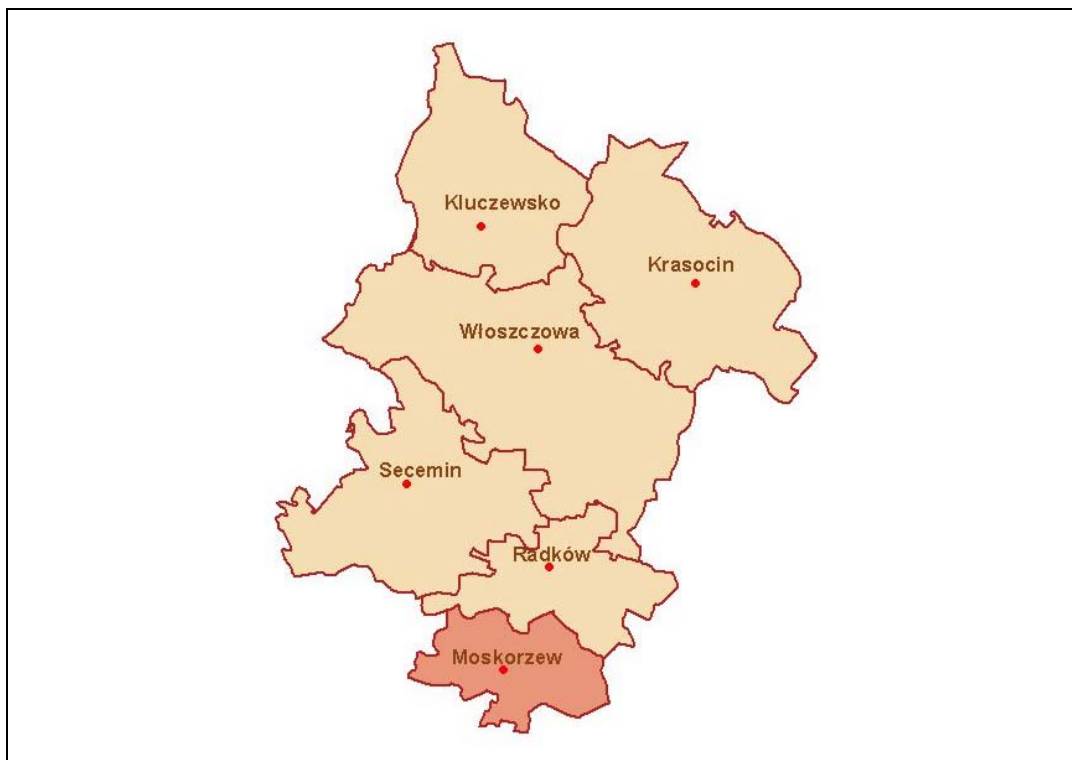 Kluczewsko
Krasocin
Włoszczowa
Secemin
Radków
Moskorzew